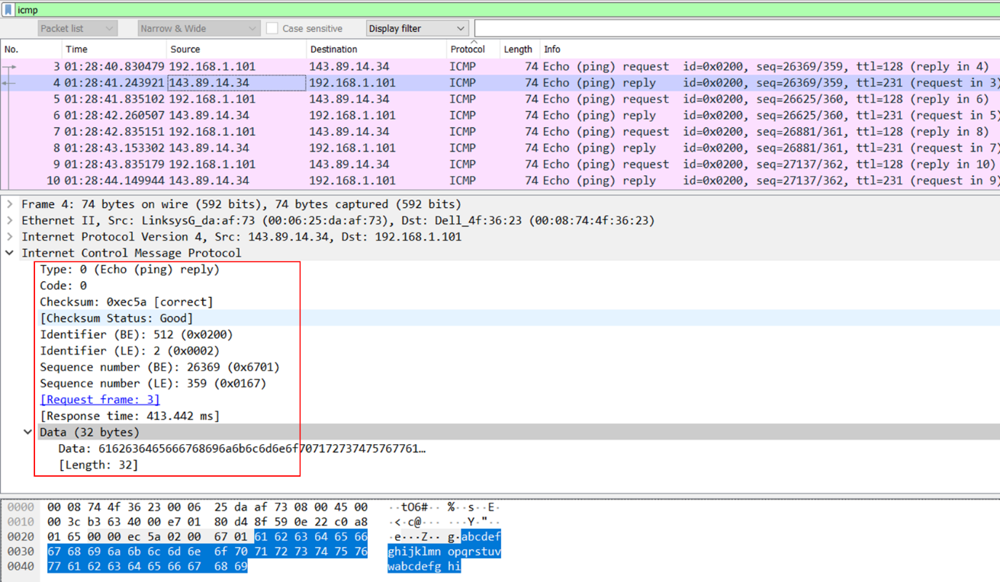 icmp
Packet list Narrow & Wide Case sensitive Display filter
No. Time Source Destination Protocol Length Info
3 01:28:40.830479 192.168.1.101 143.89.14.34 ICMP 74 Echo (ping) request id=0x0200, seq=26369/359, ttl=128 (reply in 4)
4 01:28:41.243921 143.89.14.34 192.168.1.101 ICMP 74 Echo (ping) reply id=0x0200, seq=26369/359, ttl=231 (request in 3)
5 01:28:41.835102 192.168.1.101 143.89.14.34 ICMP 74 Echo (ping) request id=0x0200, seq=26625/360, ttl=128 (reply in 6)
6 01:28:42.260507 143.89.14.34 192.168.1.101 ICMP 74 Echo (ping) reply id=0x0200, seq=26625/360, ttl=231 (request in 5)
7 01:28:42.835151 192.168.1.101 143.89.14.34 ICMP 74 Echo (ping) request id=0x0200, seq=26881/361, ttl=128 (reply in 8)
8 01:28:43.153302 143.89.14.34 192.168.1.101 ICMP 74 Echo (ping) reply id=0x0200, seq=26881/361, ttl=231 (request in 7)
9 01:28:43.835179 192.168.1.101 143.89.14.34 ICMP 74 Echo (ping) request id=0x0200, seq=27137/362, ttl=128 (reply in 10)
10 01:28:44.149944 143.89.14.34 192.168.1.101 ICMP 74 Echo (ping) reply id=0x0200, seq=27137/362, ttl=231 (request in 9)
Frame 4: 74 bytes on wire (592 bits), 74 bytes captured (592 bits)
Ethernet II, Src: LinksysG_da:af:73 (00:06:25:da:af:73), Dst: Dell_4f:36:23 (00:08:74:4f:36:23)
Internet Protocol Version 4, Src: 143.89.14.34, Dst: 192.168.1.101
Internet Control Message Protocol
Type: 0 (Echo (ping) reply)
Code: 0
Checksum: 0xec5a [correct]
[Checksum Status: Good]
Identifier (BE): 512 (0x0200)
Identifier (LE): 2 (0x0002)
Sequence number (BE): 26369 (0x6701)
Sequence number (LE): 359 (0x0167)
[Request frame: 3]
[Response time: 413.442 ms]
Data (32 bytes)
Data: 6162636465666768696a6b6c6d6e6f7071727374757677​61…
[Length: 32]
0000 00 08 74 4f 36 23 00 06 25 da af 73 08 00 45 00 ··tO6#·· %··s··E·
0010 00 3c b3 63 40 00 e7 01 80 d4 8f 59 0e 22 c0 a8 ·<·c@··· ···Y·"··
0020 01 65 00 00 ec 5a 02 00 67 01 61 62 63 64 65 66 ·e···Z·· g·abcdef
0030 67 68 69 6a 6b 6c 6d 6e 6f 70 71 72 73 74 75 76 ghijklmn opqrstuv
0040 77 61 62 63 64 65 66 67 68 69 wabcdefg hi